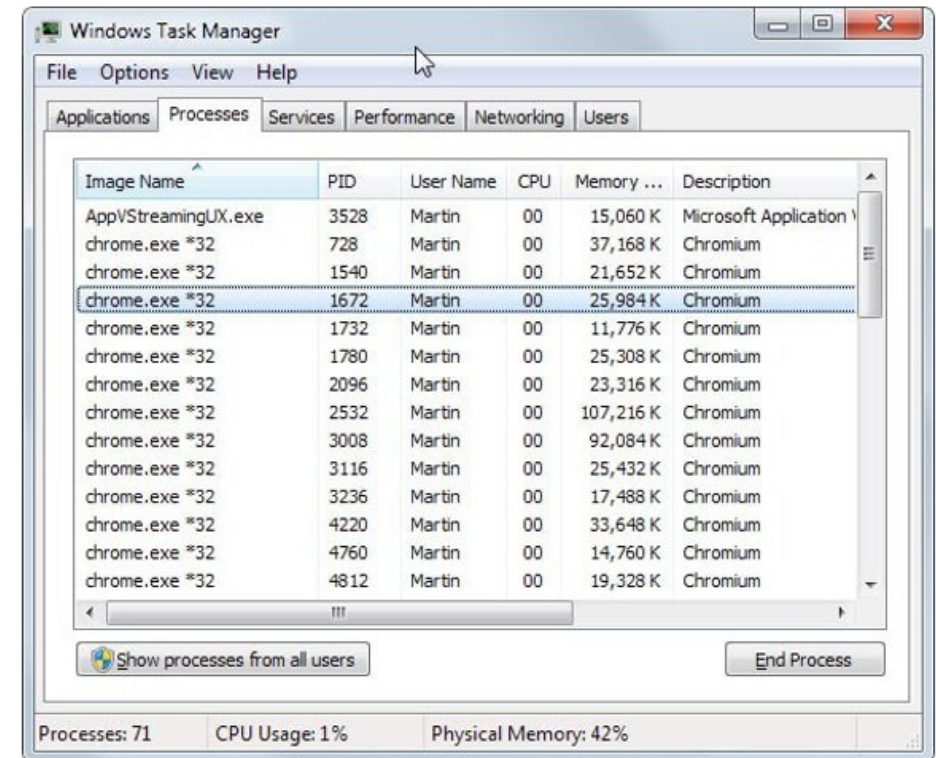 Windows Task Manager
File Options View Help
Applications Processes Services Performance Networking Users
Image Name PID User Name CPU Memory ... Description
AppVStreamingUX.exe 3528 Martin 00 15,060 K Microsoft Application
chrome.exe *32 728 Martin 00 37,168 K Chromium
chrome.exe *32 1540 Martin 00 21,652 K Chromium
chrome.exe *32 1672 Martin 00 25,984 K Chromium
chrome.exe *32 1732 Martin 00 11,776 K Chromium
chrome.exe *32 1780 Martin 00 25,308 K Chromium
chrome.exe *32 2096 Martin 00 23,316 K Chromium
chrome.exe *32 2532 Martin 00 107,216 K Chromium
chrome.exe *32 3008 Martin 00 92,084 K Chromium
chrome.exe *32 3116 Martin 00 25,432 K Chromium
chrome.exe *32 3236 Martin 00 17,488 K Chromium
chrome.exe *32 4220 Martin 00 33,648 K Chromium
chrome.exe *32 4760 Martin 00 14,760 K Chromium
chrome.exe *32 4812 Martin 00 19,328 K Chromium
Show processes from all users End Process
Processes: 71 CPU Usage: 1% Physical Memory: 42%